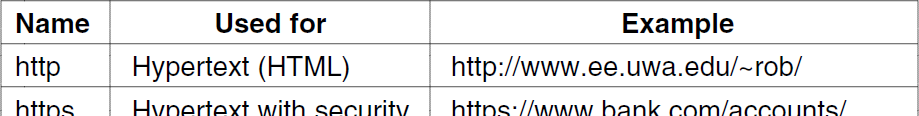 Name Used for Example
http Hypertext (HTML) http://www.ee.uwa.edu/~rob/
https Hypertext with security https://www.bank.com/accounts/